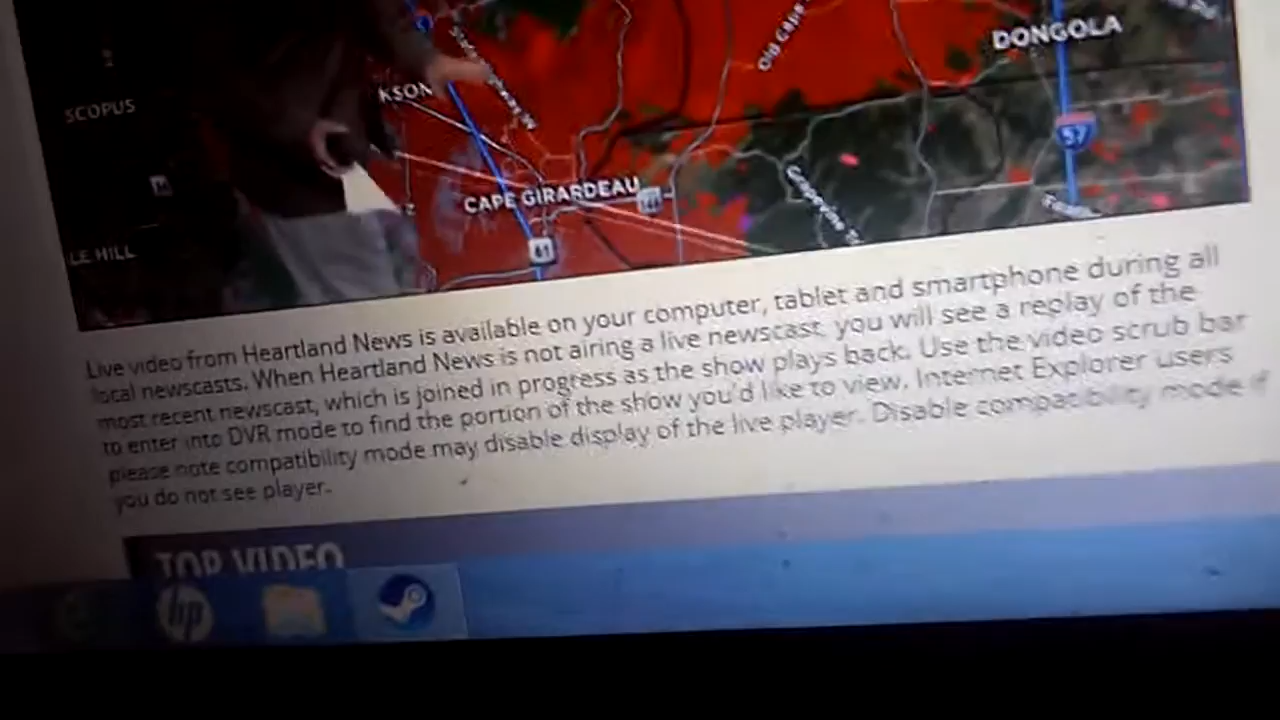 DONGOLA
SCOPUS
KSON
57
CAPE GIRARDEAU
LE HILL
61
Live video from Heartland News is available on your computer, tablet and smartphone during all
local newscasts. When Heartland News is not airing a live newscast, you will see a replay of the
most recent newscast, which is joined in progress as the show plays back. Use the video scrub bar
to enter into DVR mode to find the portion of the show you'd like to view. Internet Explorer users
please note compatibility mode may disable display of the live player. Disable compatibility mode if
you do not see player.
TOP VIDEO
hp